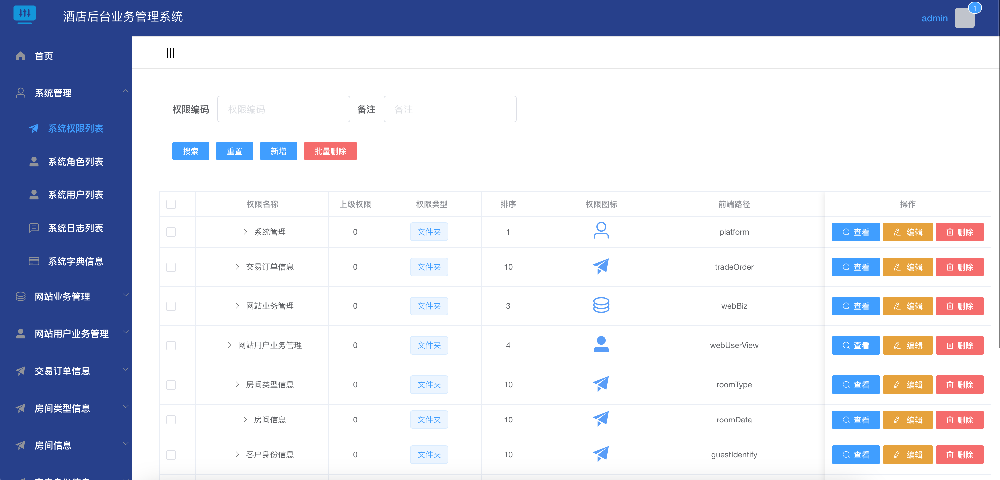 酒店后台业务管理系统
admin
1
首页
系统管理
系统权限列表
系统角色列表
系统用户列表
系统日志列表
系统字典信息
网站业务管理
网站用户业务管理
交易订单信息
房间类型信息
房间信息
权限编码 权限编码 备注 备注
搜索 重置 新增 批量删除
权限名称 上级权限 权限类型 排序 权限图标 前端路径 操作
系统管理 0 文件夹 1 platform 查看 编辑 删除
交易订单信息 0 文件夹 10 tradeOrder 查看 编辑 删除
网站业务管理 0 文件夹 3 webBiz 查看 编辑 删除
网站用户业务管理 0 文件夹 4 webUserView 查看 编辑 删除
房间类型信息 0 文件夹 10 roomType 查看 编辑 删除
房间信息 0 文件夹 10 roomData 查看 编辑 删除
客户身份信息 0 文件夹 10 guestIdentify 查看 编辑 删除